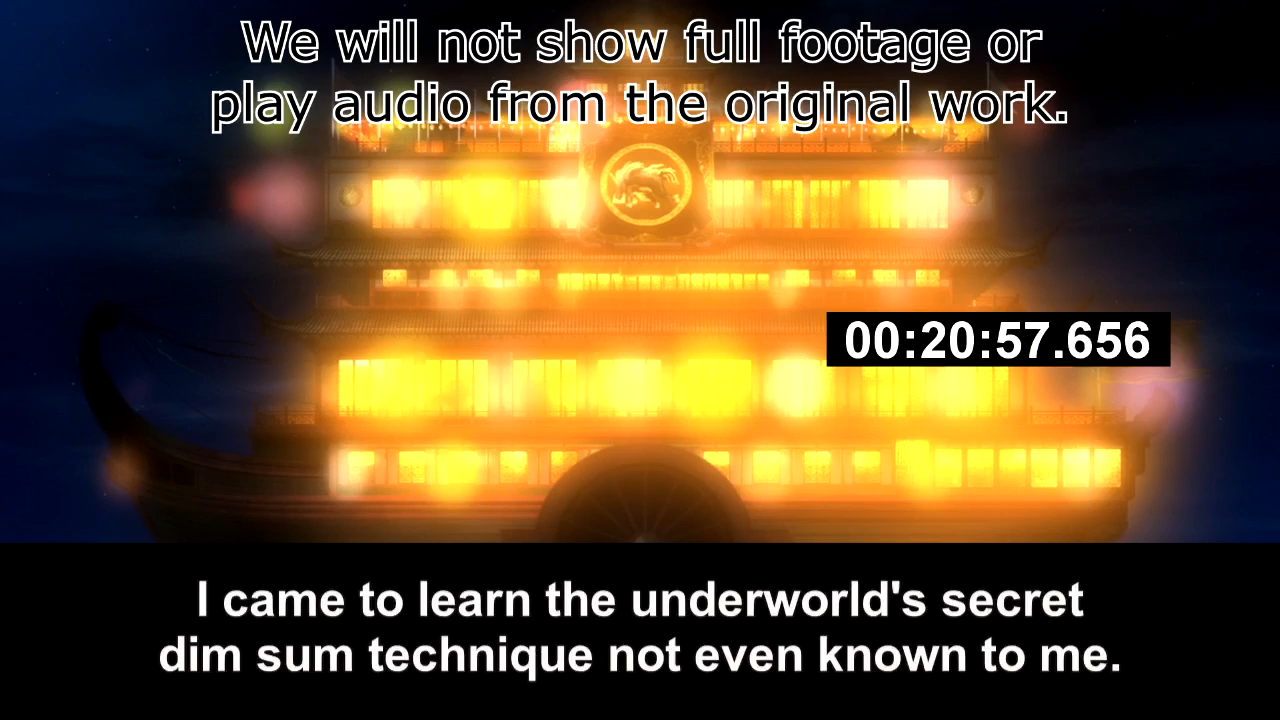 We will not show full footage or
play audio from the original work.
00:20:57.656
I came to learn the underworld's secret
dim sum technique not even known to me.